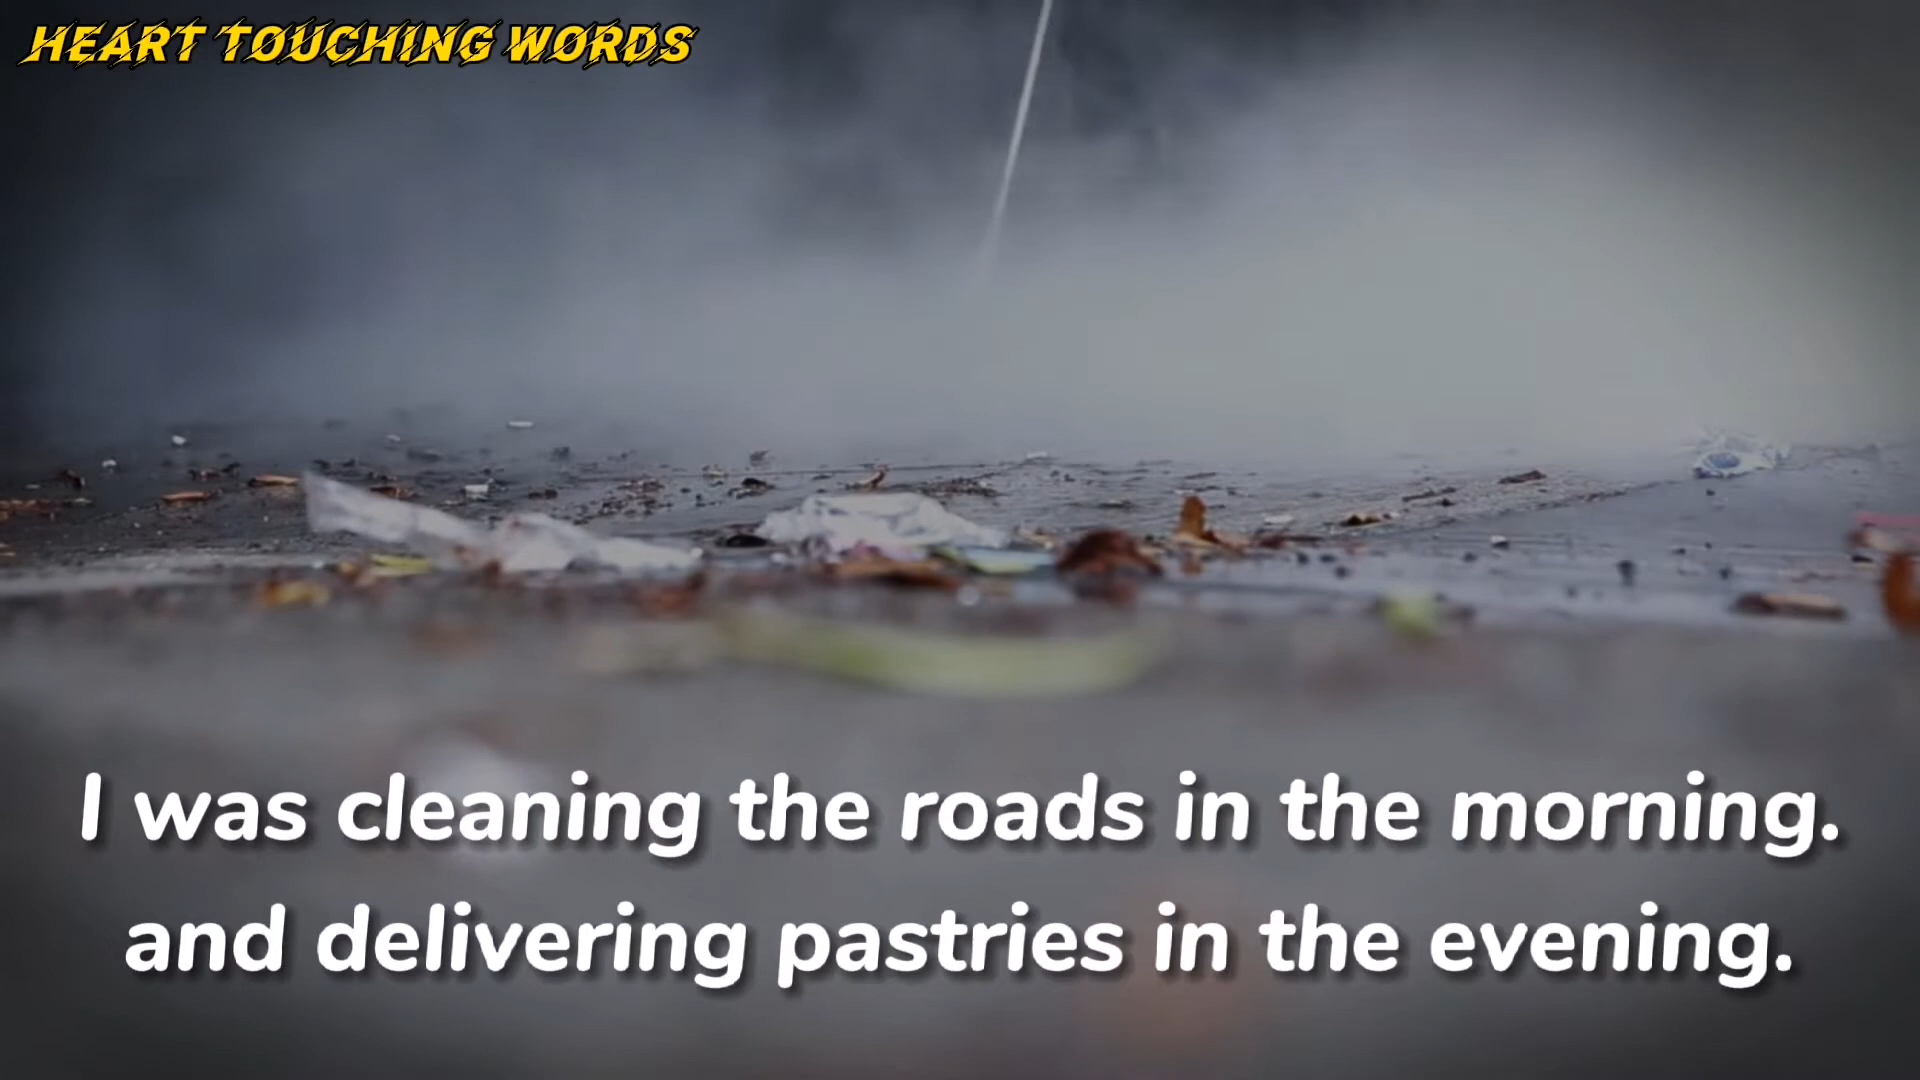 HEART TOUCHING WORDS
I was cleaning the roads in the morning.
and delivering pastries in the evening.